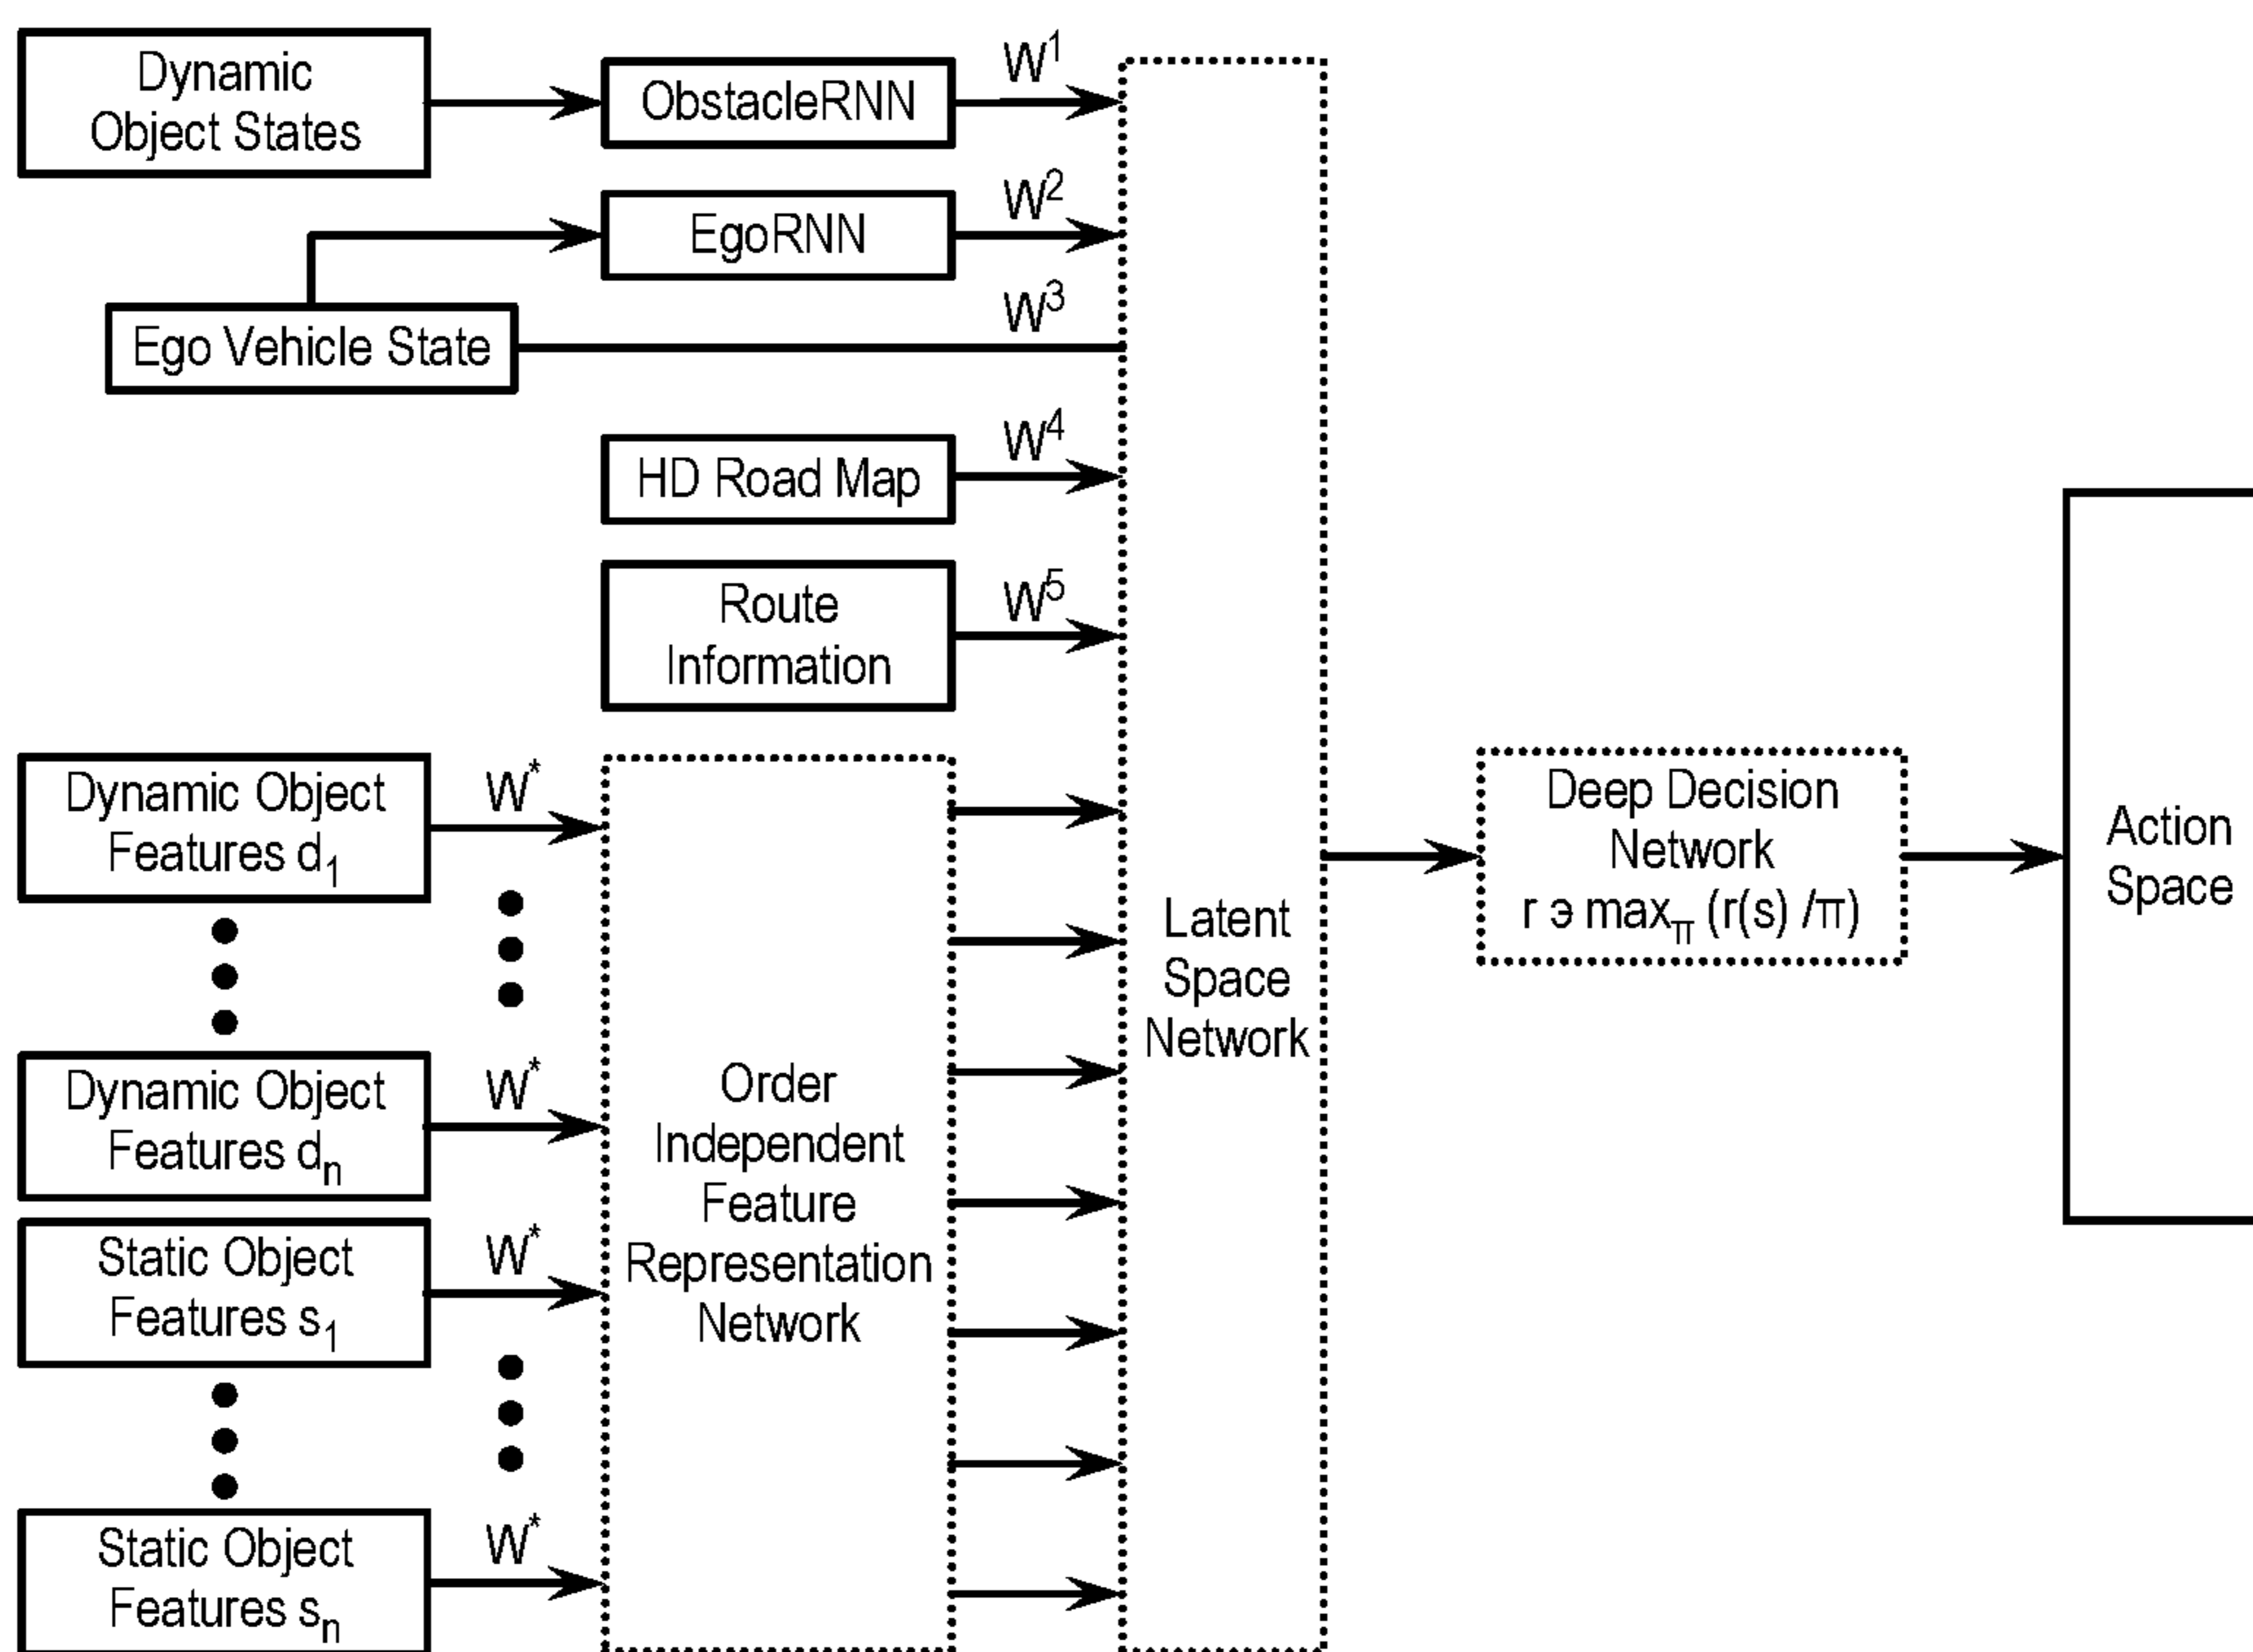 Dynamic
Object States
ObstacleRNN
W¹
EgoRNN
W²
Ego Vehicle State
W³
HD Road Map
W⁴
Route
Information
W⁵
Dynamic Object
Features d₁
W*
Dynamic Object
Features dₙ
W*
Static Object
Features s₁
W*
Static Object
Features sₙ
W*
Order
Independent
Feature
Representation
Network
Latent
Space
Network
Deep Decision
Network
r э max_π (r(s) /π)
Action
Space